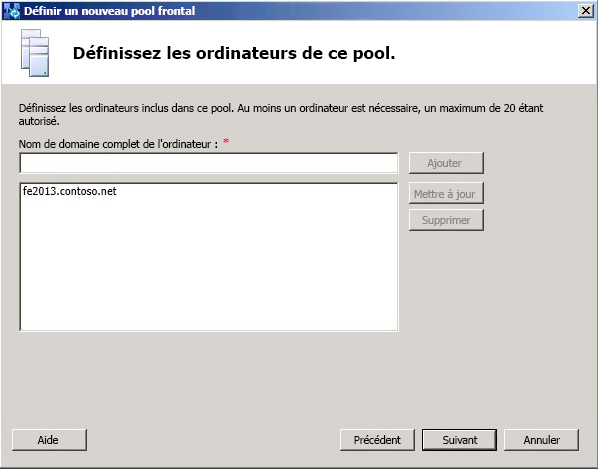 Définir un nouveau pool frontal
Définissez les ordinateurs de ce pool.
Définissez les ordinateurs inclus dans ce pool. Au moins un ordinateur est nécessaire, un maximum de 20 étant
autorisé.
Nom de domaine complet de l'ordinateur : *
Ajouter
fe2013.contoso.net
Mettre à jour
Supprimer
Aide
Précédent
Suivant
Annuler